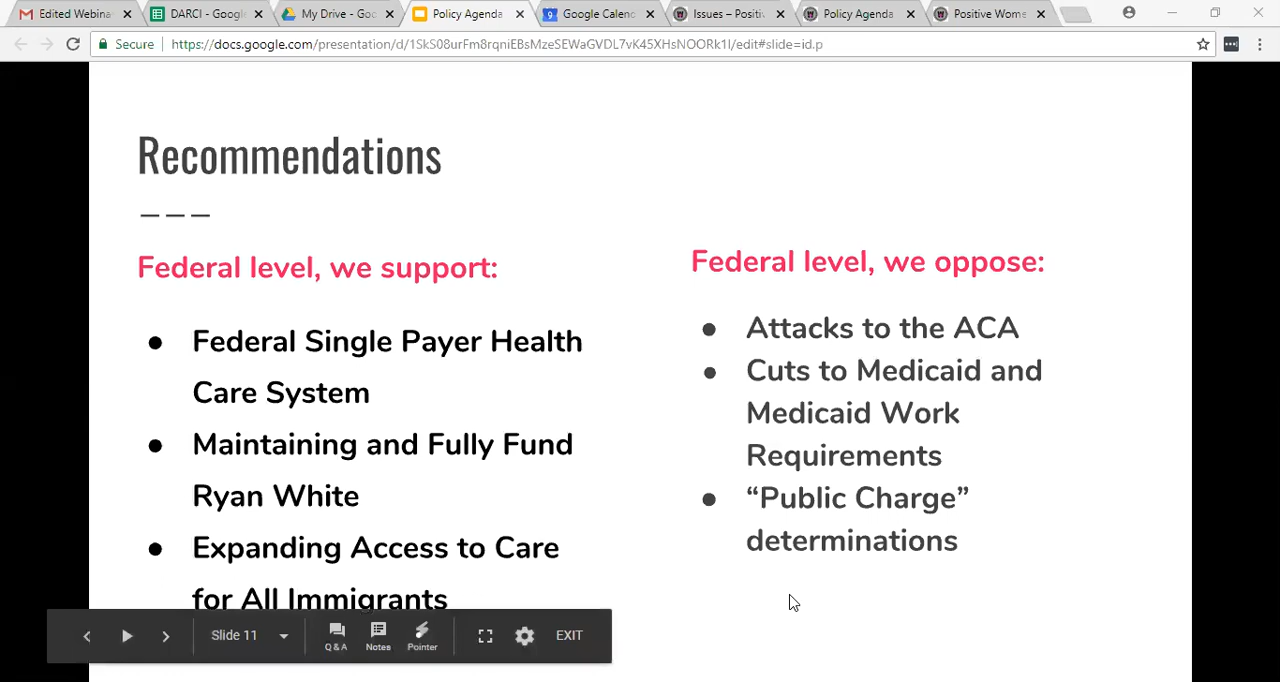 Edited Webinar
DARCI - Google
My Drive - Goo
Policy Agenda
Google Calend
Issues – Positiv
Policy Agenda
Positive Wome
Secure
https://docs.google.com/presentation/d/1SkS08urFm8rqniEBsMzeSEWaGVDL7vK45XHsNOORk1I/edit#slide=id.p
Recommendations
Federal level, we support:
● Federal Single Payer Health
Care System
● Maintaining and Fully Fund
Ryan White
● Expanding Access to Care
for All Immigrants
Federal level, we oppose:
● Attacks to the ACA
● Cuts to Medicaid and
Medicaid Work
Requirements
● “Public Charge”
determinations
Slide 11
Q & A
Notes
Pointer
EXIT